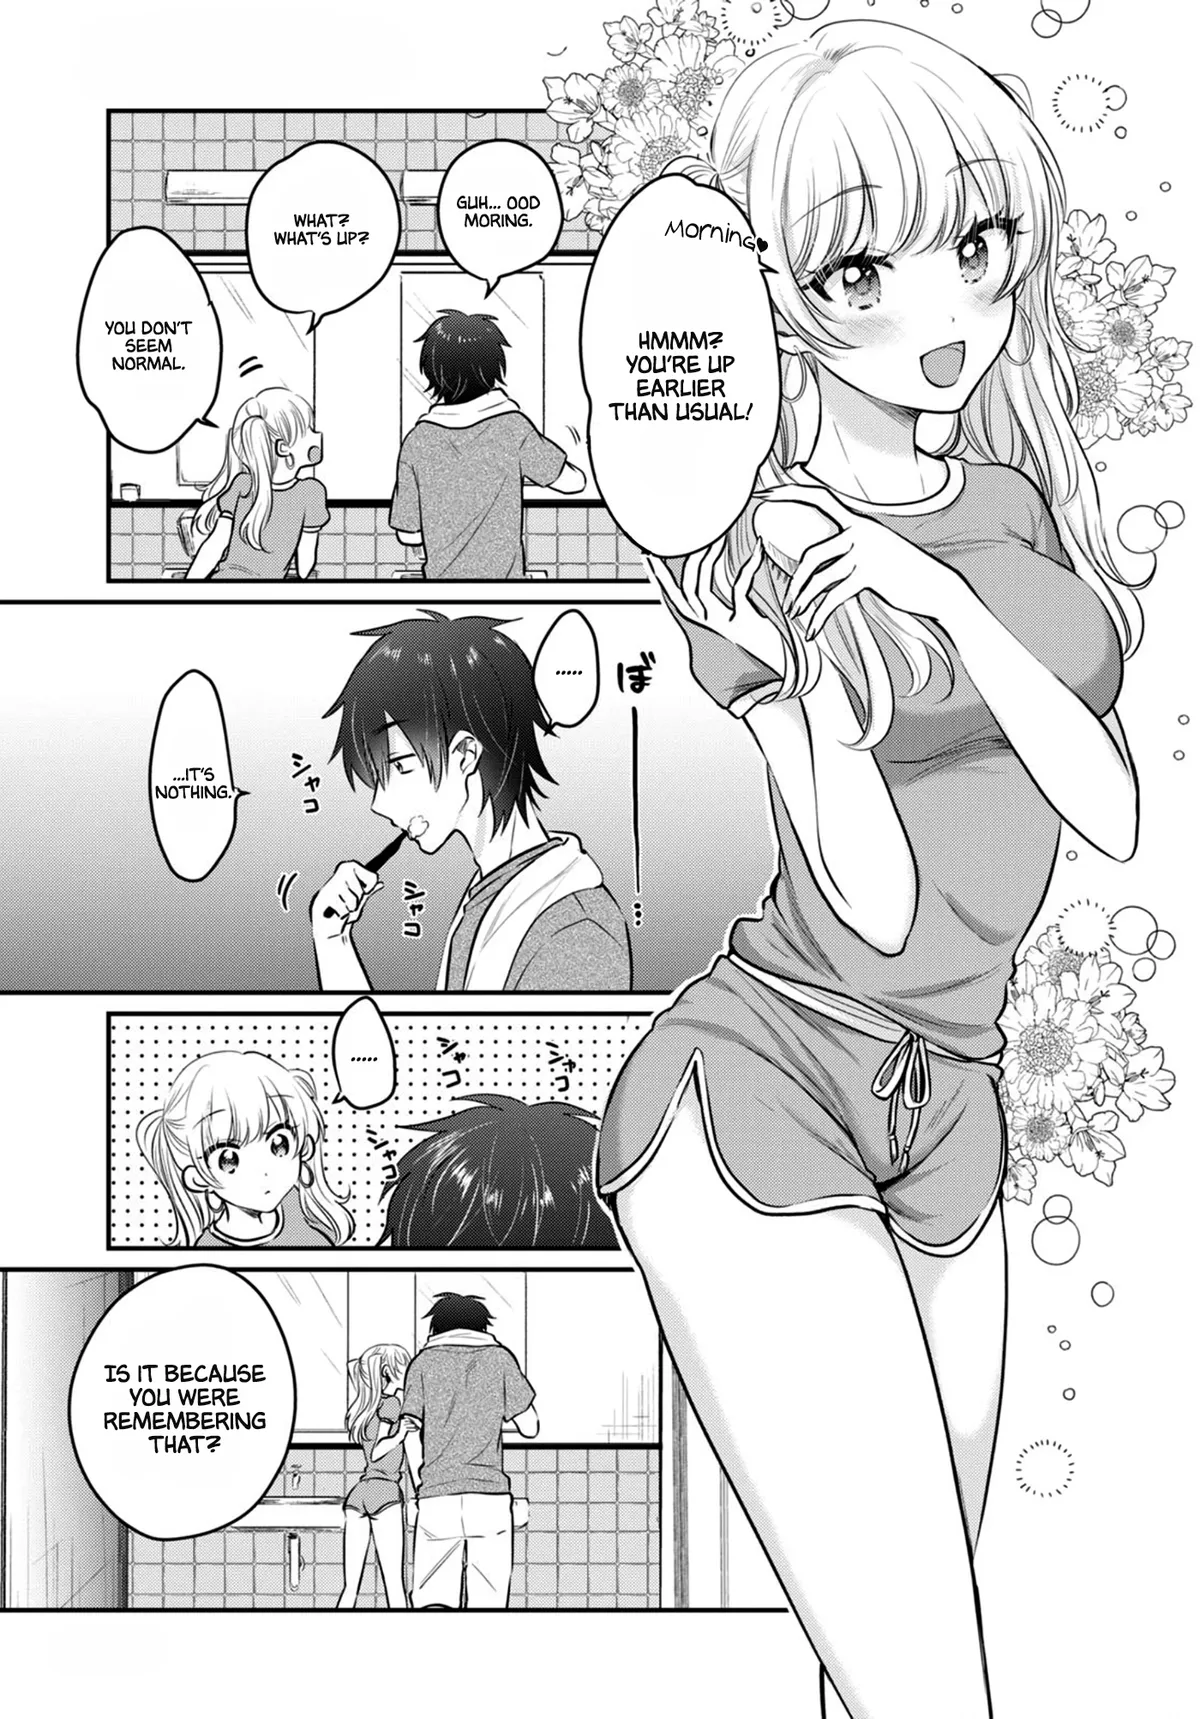 Morning♥
HMMM?
YOU'RE UP
EARLIER
THAN USUAL!
GUH... OOD
MORING.
WHAT?
WHAT'S UP?
YOU DON'T
SEEM
NORMAL.
ぼ
......
シャコ
シャコ
...IT'S
NOTHING.
......
シャコ
シャコ
シャコ
IS IT BECAUSE
YOU WERE
REMEMBERING
THAT?